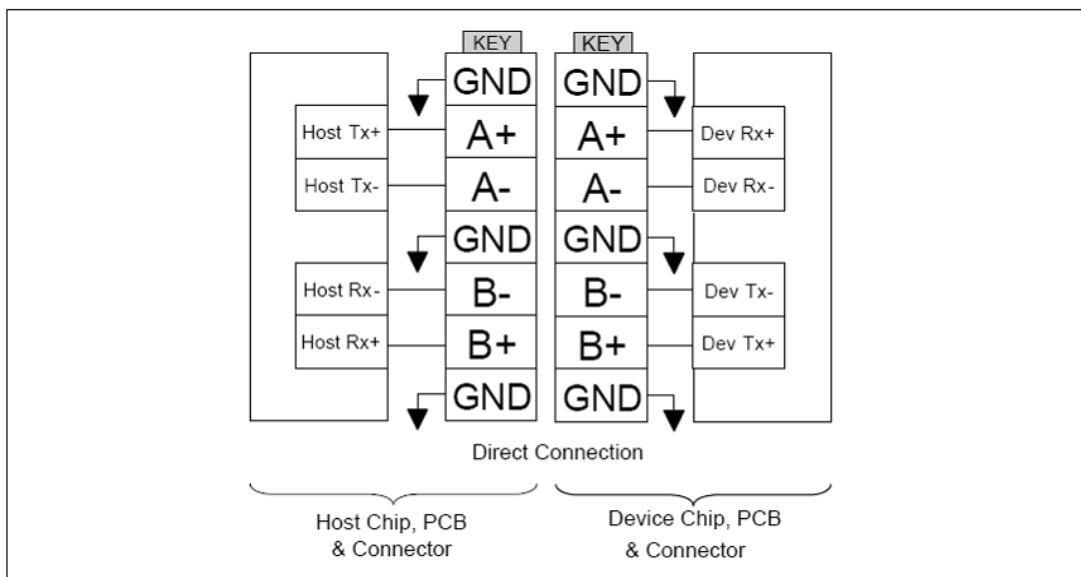 KEY KEY
GND GND
Host Tx+ A+ A+ Dev Rx+
Host Tx- A- A- Dev Rx-
GND GND
Host Rx- B- B- Dev Tx-
Host Rx+ B+ B+ Dev Tx+
GND GND
Direct Connection
Host Chip, PCB
& Connector
Device Chip, PCB
& Connector